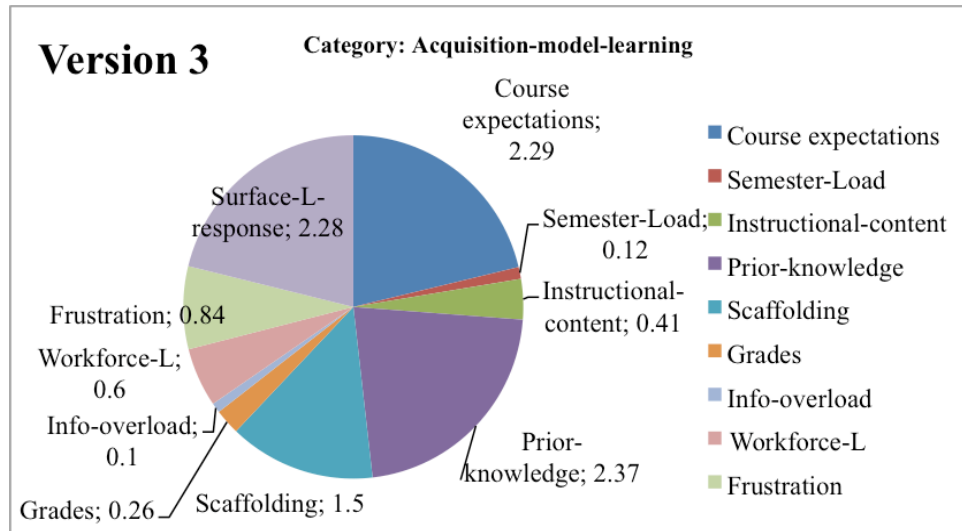 Version 3
Category: Acquisition-model-learning
Course
expectations;
2.29
Semester-Load;
0.12
Instructional-
content; 0.41
Prior-
knowledge; 2.37
Scaffolding; 1.5
Grades; 0.26
Info-overload;
0.1
Workforce-L;
0.6
Frustration; 0.84
Surface-L-
response; 2.28
Course expectations
Semester-Load
Instructional-content
Prior-knowledge
Scaffolding
Grades
Info-overload
Workforce-L
Frustration